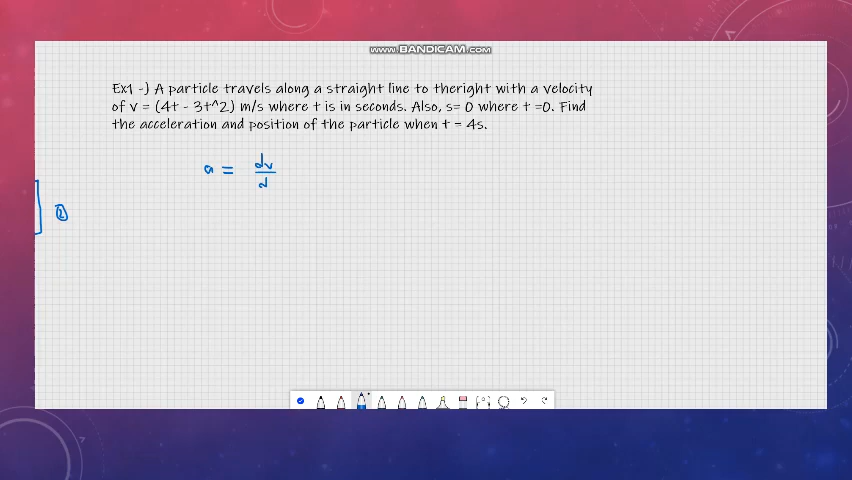 www.BANDICAM.com
Ex1 -) A particle travels along a straight line to theright with a velocity
of v = (4t - 3t^2) m/s where t is in seconds. Also, s= 0 where t =0. Find
the acceleration and position of the particle when t = 4s.
a = dv
2